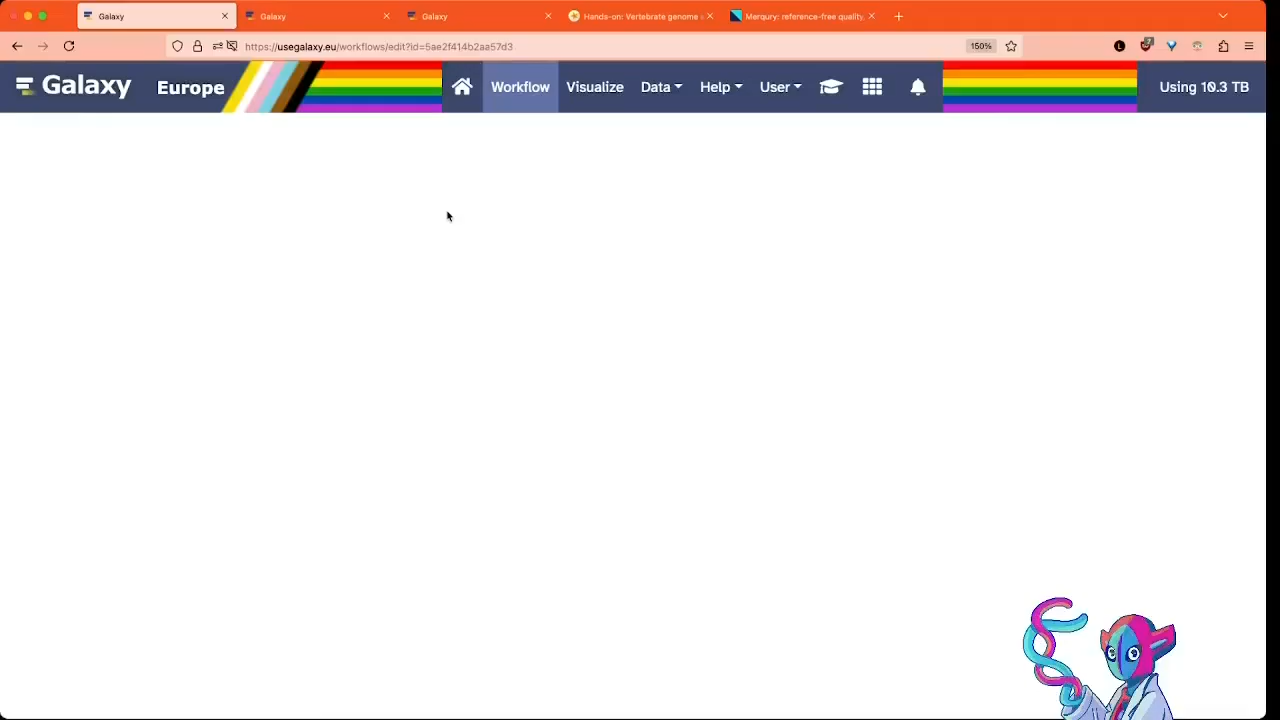 Galaxy
Galaxy
Galaxy
Hands-on: Vertebrate genome
Merqury: reference-free quality
https://usegalaxy.eu/workflows/edit?id=5ae2f414b2aa57d3
150%
Galaxy Europe Workflow Visualize Data Help User Using 10.3 TB